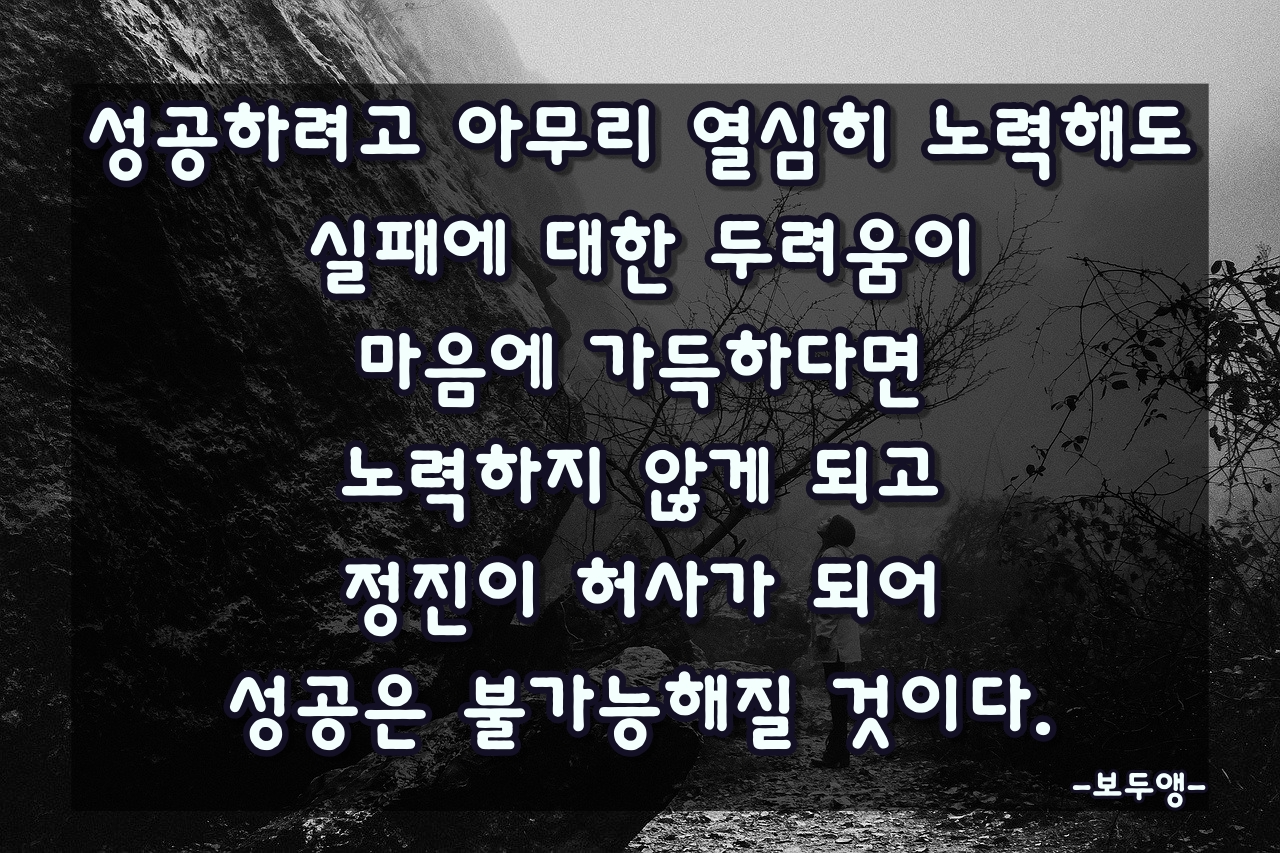 성공하려고 아무리 열심히 노력해도
실패에 대한 두려움이
마음에 가득하다면
노력하지 않게 되고
정진이 허사가 되어
성공은 불가능해질 것이다.
-보두앵-